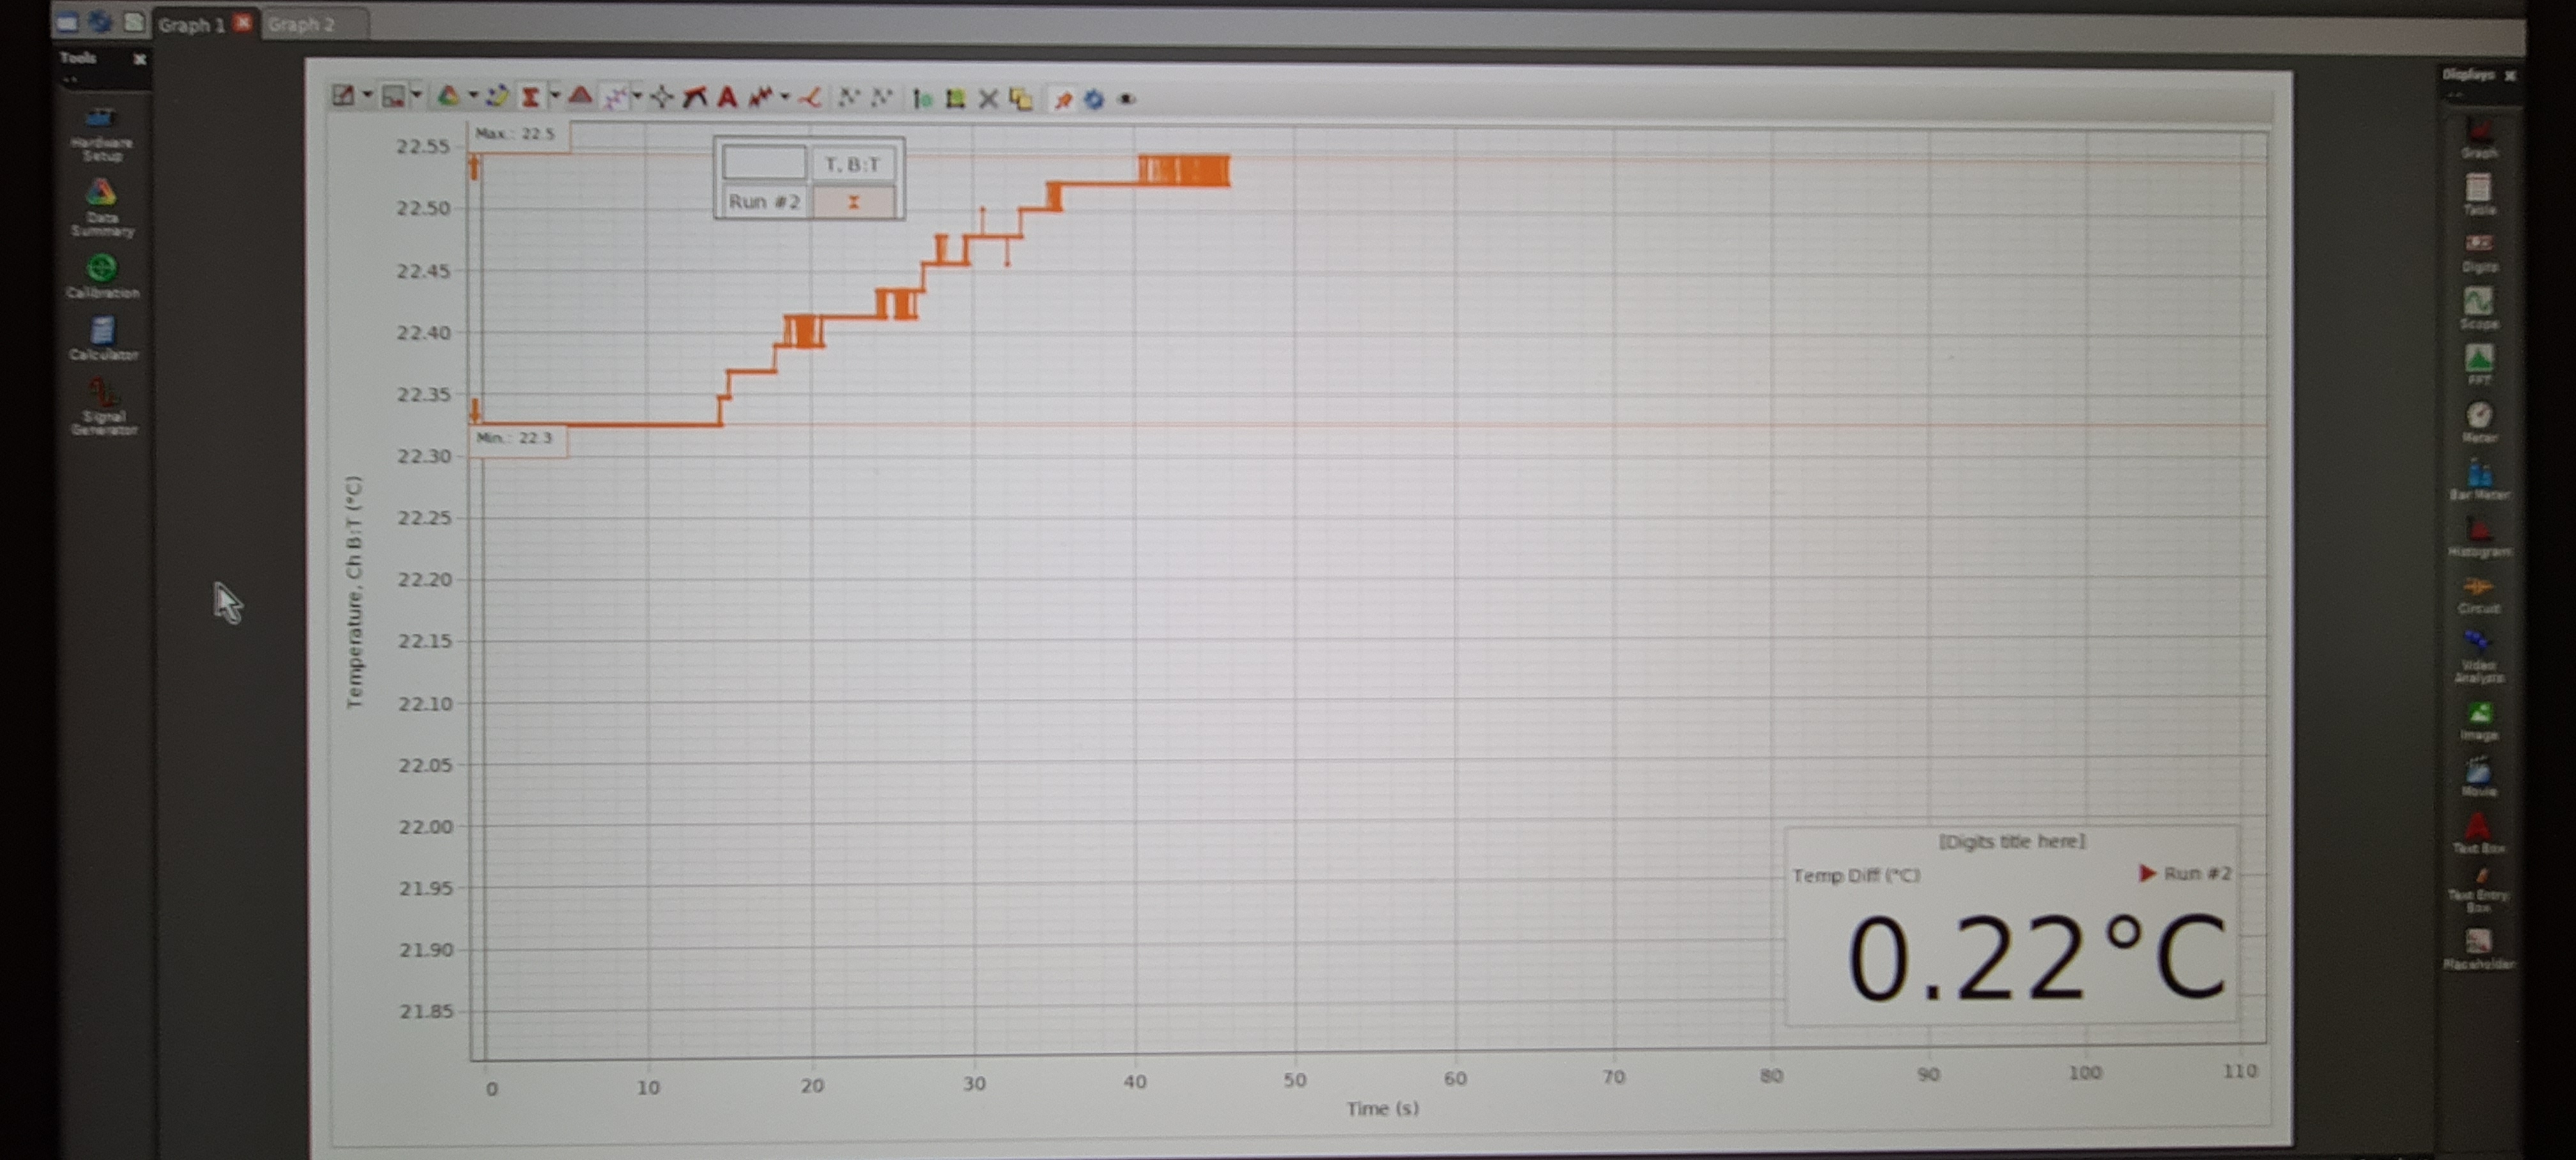 Graph 1
Graph 2
Tools
Hardware
Setup
Data
Summary
Calibration
Calculator
Signal
Generator
Max.: 22.5
T, B:T
Run #2
Min.: 22.3
22.55
22.50
22.45
22.40
22.35
22.30
22.25
22.20
22.15
22.10
22.05
22.00
21.95
21.90
21.85
Temperature, Ch B:T (°C)
0 10 20 30 40 50 60 70 80 90 100 110
Time (s)
[Digits title here]
Temp Diff (°C) Run #2
0.22°C
Displays
Graph
Table
Digits
Scope
FFT
Meter
Bar Meter
Histogram
Circuit
Video
Analysis
Image
Movie
Text Box
Text Entry
Box
Placeholder